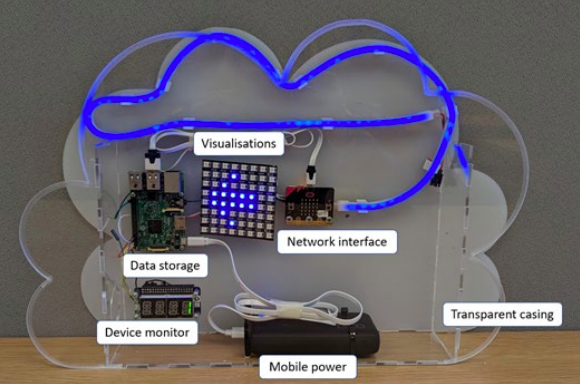 Visualisations
Network interface
Data storage
Transparent casing
Device monitor
Mobile power